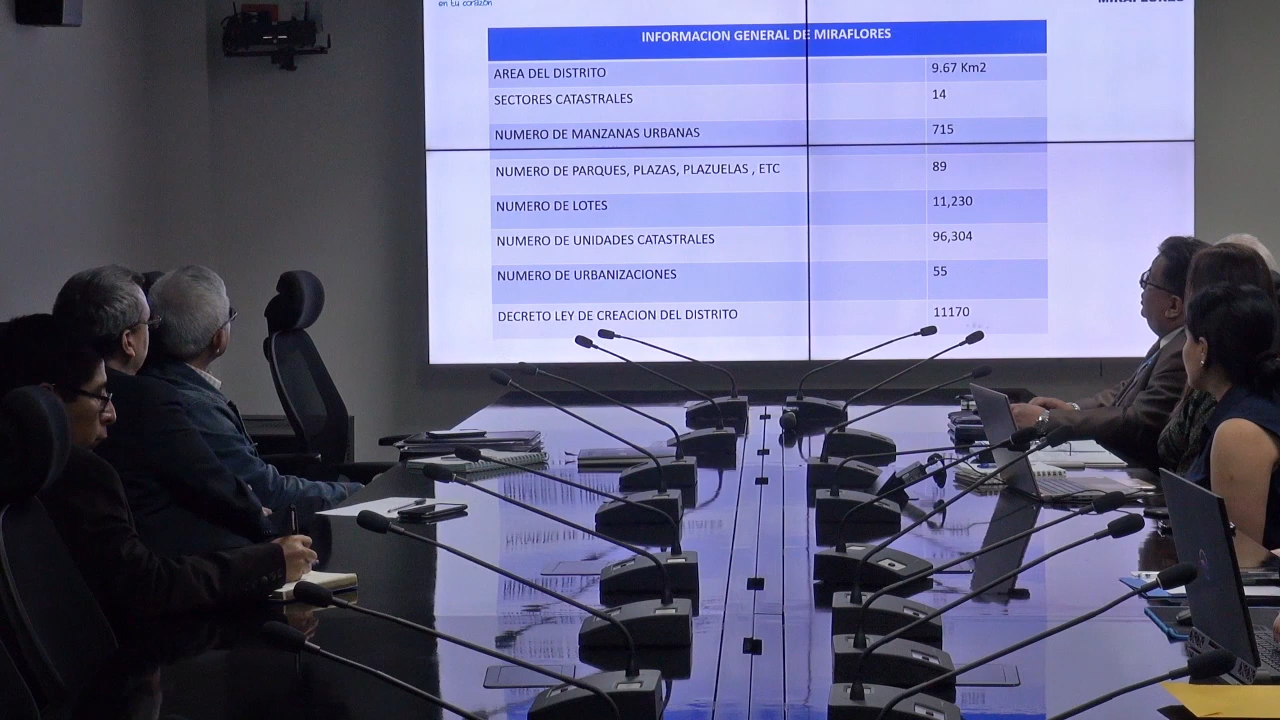 en tu corazón
MIRAFLORES
INFORMACION GENERAL DE MIRAFLORES
AREA DEL DISTRITO 9.67 Km2
SECTORES CATASTRALES 14
NUMERO DE MANZANAS URBANAS 715
NUMERO DE PARQUES, PLAZAS, PLAZUELAS , ETC 89
NUMERO DE LOTES 11,230
NUMERO DE UNIDADES CATASTRALES 96,304
NUMERO DE URBANIZACIONES 55
DECRETO LEY DE CREACION DEL DISTRITO 11170